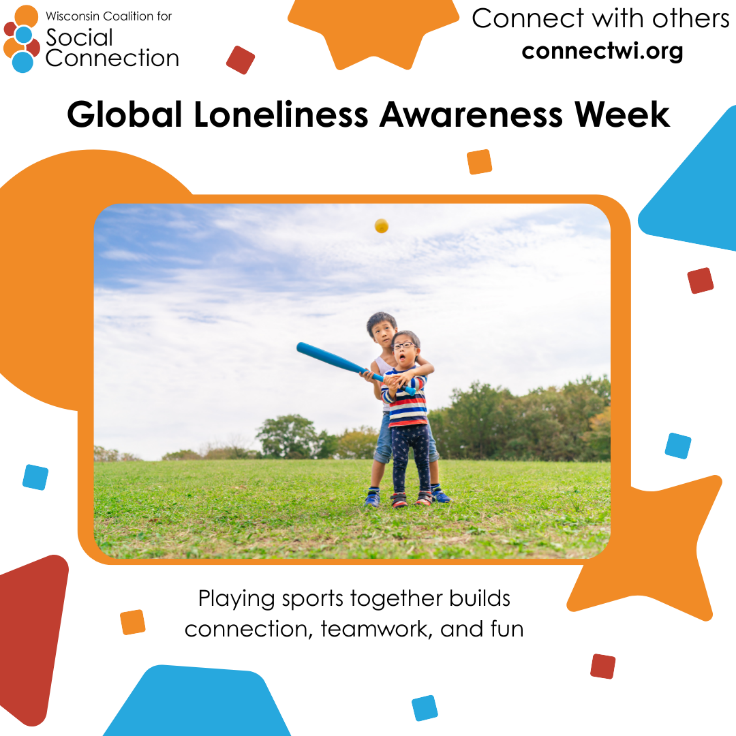 Wisconsin Coalition for
Social
Connection
Connect with others
connectwi.org
Global Loneliness Awareness Week
Playing sports together builds
connection, teamwork, and fun